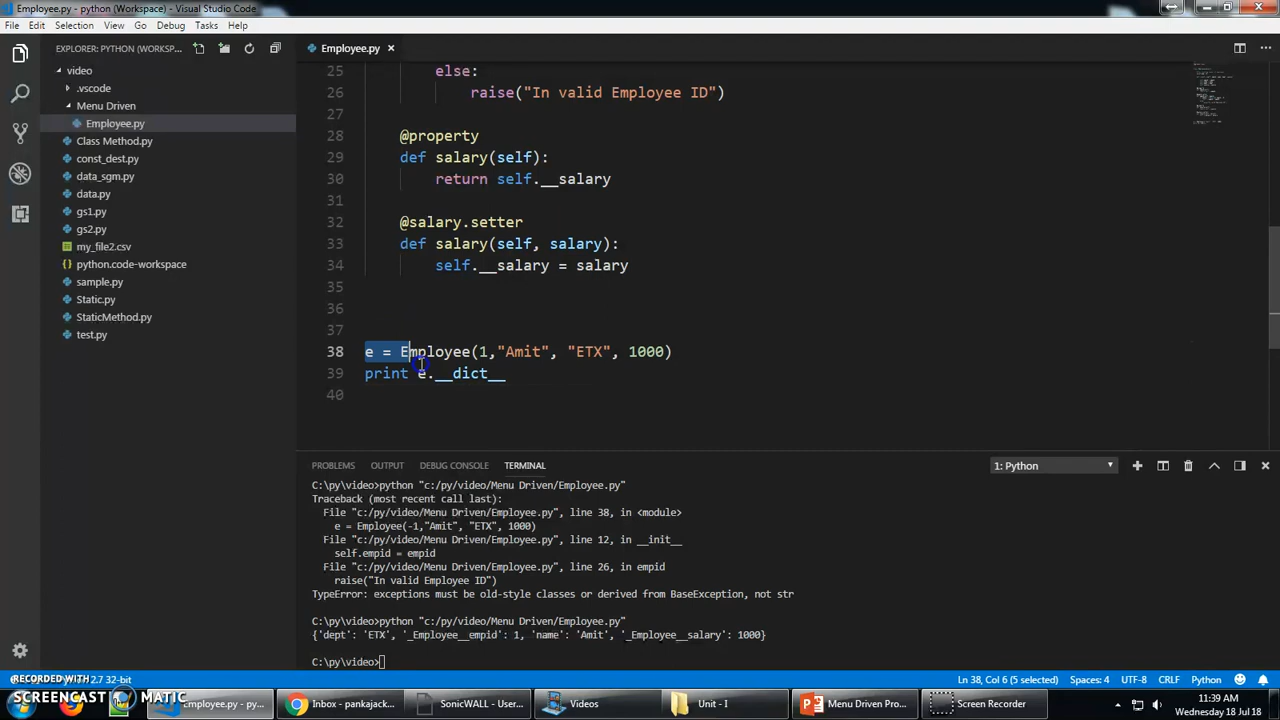 Employee.py - python (Workspace) - Visual Studio Code
File Edit Selection View Go Debug Tasks Help
EXPLORER: PYTHON (WORKSP...
Employee.py
video
.vscode
Menu Driven
Employee.py
Class Method.py
const_dest.py
data_sgm.py
data.py
gs1.py
gs2.py
my_file2.csv
python.code-workspace
sample.py
Static.py
StaticMethod.py
test.py
25 else:
26 raise("In valid Employee ID")
27
28 @property
29 def salary(self):
30 return self.__salary
31
32 @salary.setter
33 def salary(self, salary):
34 self.__salary = salary
35
36
37
38 e = Employee(1,"Amit", "ETX", 1000)
39 print e.__dict__
40
PROBLEMS OUTPUT DEBUG CONSOLE TERMINAL 1: Python
C:\py\video>python "c:/py/video/Menu Driven/Employee.py"
Traceback (most recent call last):
File "c:/py/video/Menu Driven/Employee.py", line 38, in <module>
e = Employee(-1,"Amit", "ETX", 1000)
File "c:/py/video/Menu Driven/Employee.py", line 12, in __init__
self.empid = empid
File "c:/py/video/Menu Driven/Employee.py", line 26, in empid
raise("In valid Employee ID")
TypeError: exceptions must be old-style classes or derived from BaseException, not str
C:\py\video>python "c:/py/video/Menu Driven/Employee.py"
{'dept': 'ETX', '_Employee__empid': 1, 'name': 'Amit', '_Employee__salary': 1000}
C:\py\video>
RECORDED WITH
2.7 32-bit
Ln 38, Col 6 (5 selected) Spaces: 4 UTF-8 CRLF Python
SCREENCAST MATIC
Employee.py - py...
Inbox - pankajack...
SonicWALL - Use...
Videos
Unit - I
Menu Driven Pro...
Screen Recorder
11:39 AM
Wednesday 18 Jul 18